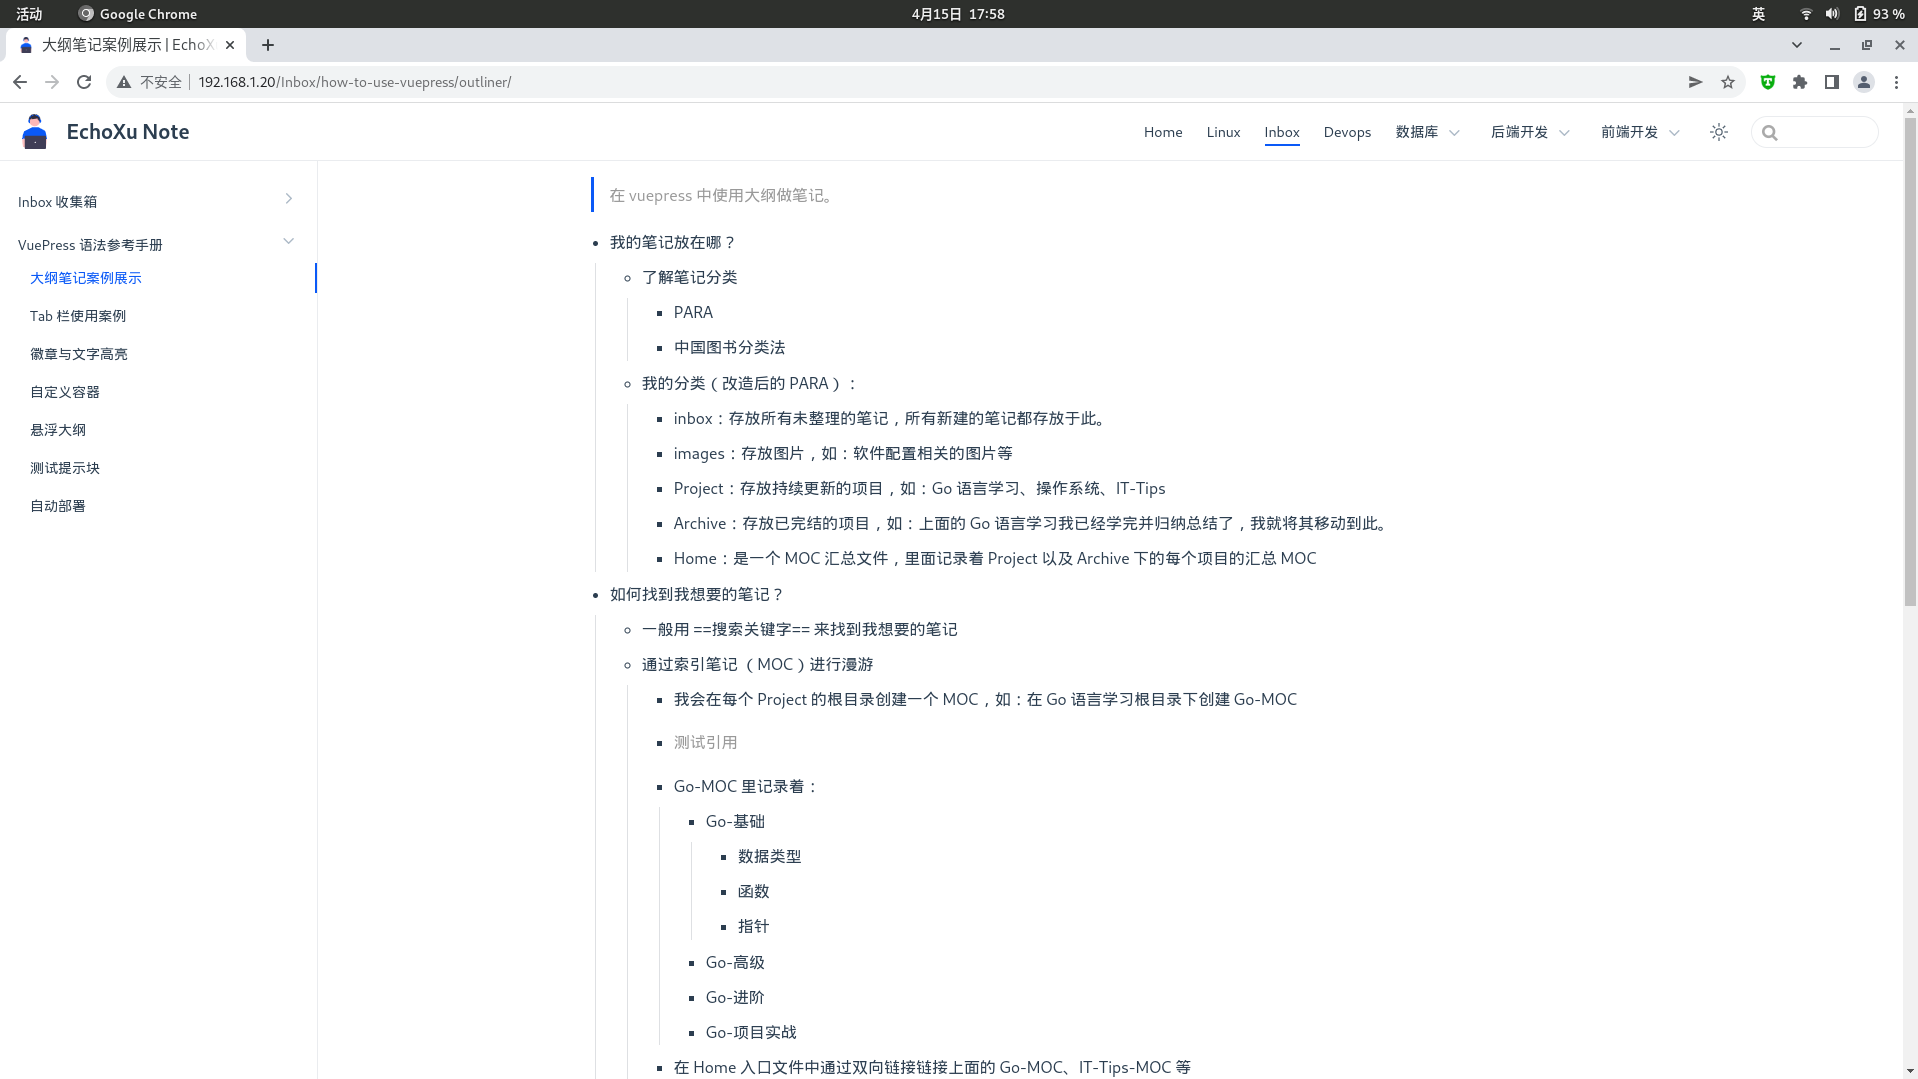 活动 Google Chrome 4月15日 17:58 英 93 %
大纲笔记案例展示 | EchoX
不安全 192.168.1.20/Inbox/how-to-use-vuepress/outliner/
EchoXu Note Home Linux Inbox Devops 数据库 后端开发 前端开发
Inbox 收集箱
VuePress 语法参考手册
大纲笔记案例展示
Tab 栏使用案例
徽章与文字高亮
自定义容器
悬浮大纲
测试提示块
自动部署
在 vuepress 中使用大纲做笔记。
我的笔记放在哪？
了解笔记分类
PARA
中国图书分类法
我的分类（改造后的 PARA）：
inbox：存放所有未整理的笔记，所有新建的笔记都存放于此。
images：存放图片，如：软件配置相关的图片等
Project：存放持续更新的项目，如：Go 语言学习、操作系统、IT-Tips
Archive：存放已完结的项目，如：上面的 Go 语言学习我已经学完并归纳总结了，我就将其移动到此。
Home：是一个 MOC 汇总文件，里面记录着 Project 以及 Archive 下的每个项目的汇总 MOC
如何找到我想要的笔记？
一般用 ==搜索关键字== 来找到我想要的笔记
通过索引笔记 （MOC）进行漫游
我会在每个 Project 的根目录创建一个 MOC，如：在 Go 语言学习根目录下创建 Go-MOC
测试引用
Go-MOC 里记录着：
Go-基础
数据类型
函数
指针
Go-高级
Go-进阶
Go-项目实战
在 Home 入口文件中通过双向链接链接上面的 Go-MOC、IT-Tips-MOC 等